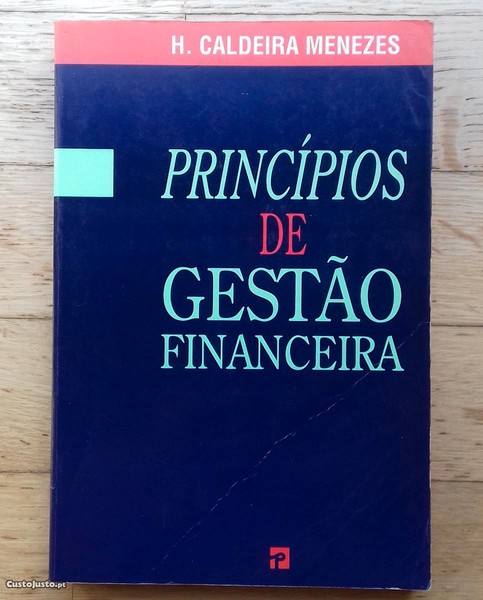 H. CALDEIRA MENEZES
PRINCÍPIOS
DE
GESTÃO
FINANCEIRA
CustoJusto.pt